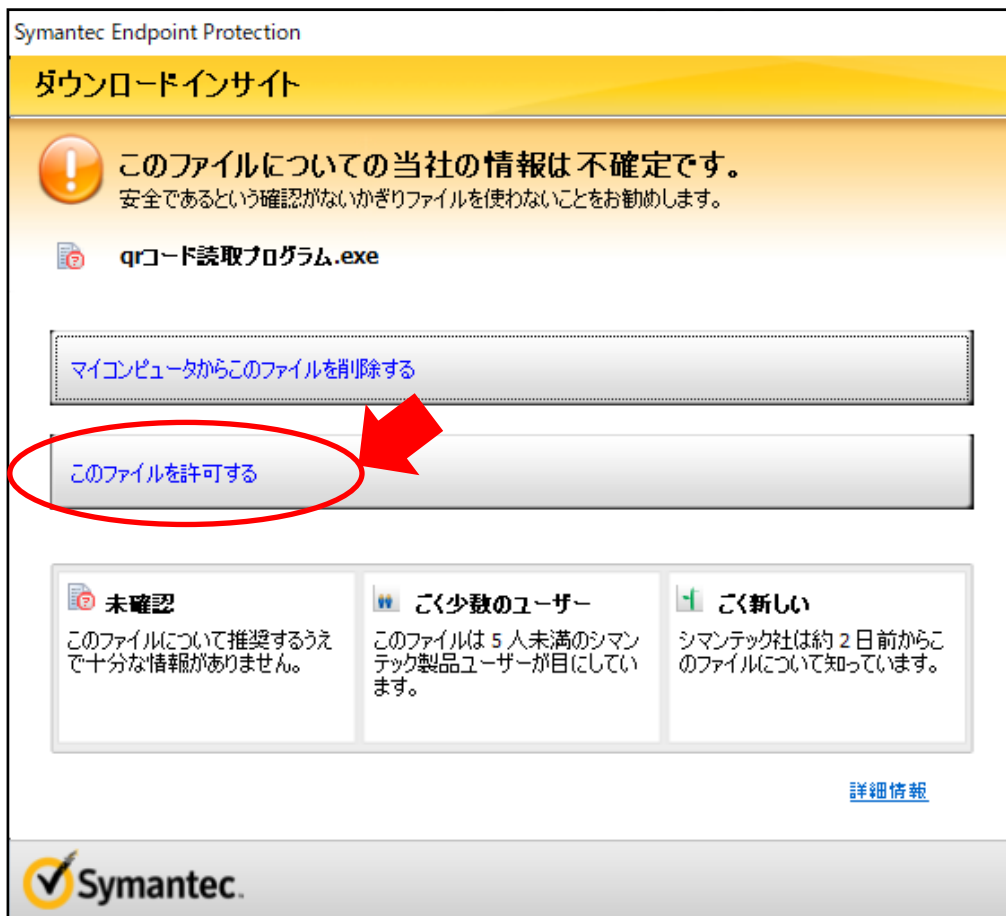 Symantec Endpoint Protection
ダウンロードインサイト
このファイルについての当社の情報は不確定です。
安全であるという確認がないかぎりファイルを使わないことをお勧めします。
qrコード読取プログラム.exe
マイコンピュータからこのファイルを削除する
このファイルを許可する
未確認
このファイルについて推奨するうえ
で十分な情報がありません。
ごく少数のユーザー
このファイルは 5 人未満のシマン
テック製品ユーザーが目にしてい
ます。
ごく新しい
シマンテック社は約 2 日前からこ
のファイルについて知っています。
詳細情報
Symantec.